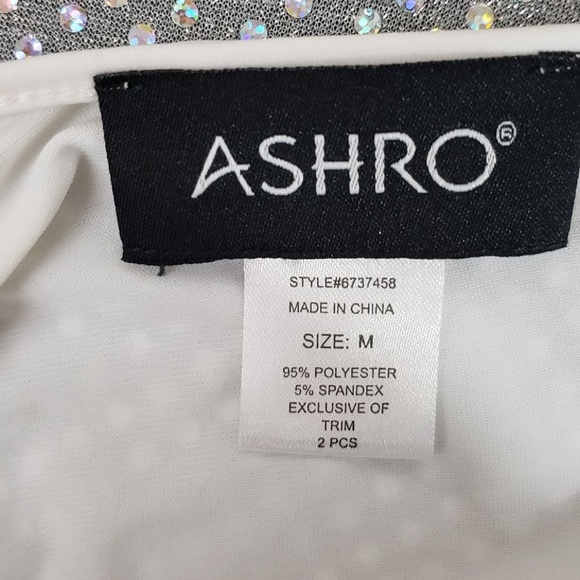 ASHRO®
STYLE#6737458
MADE IN CHINA
SIZE: M
95% POLYESTER
5% SPANDEX
EXCLUSIVE OF
TRIM
2 PCS